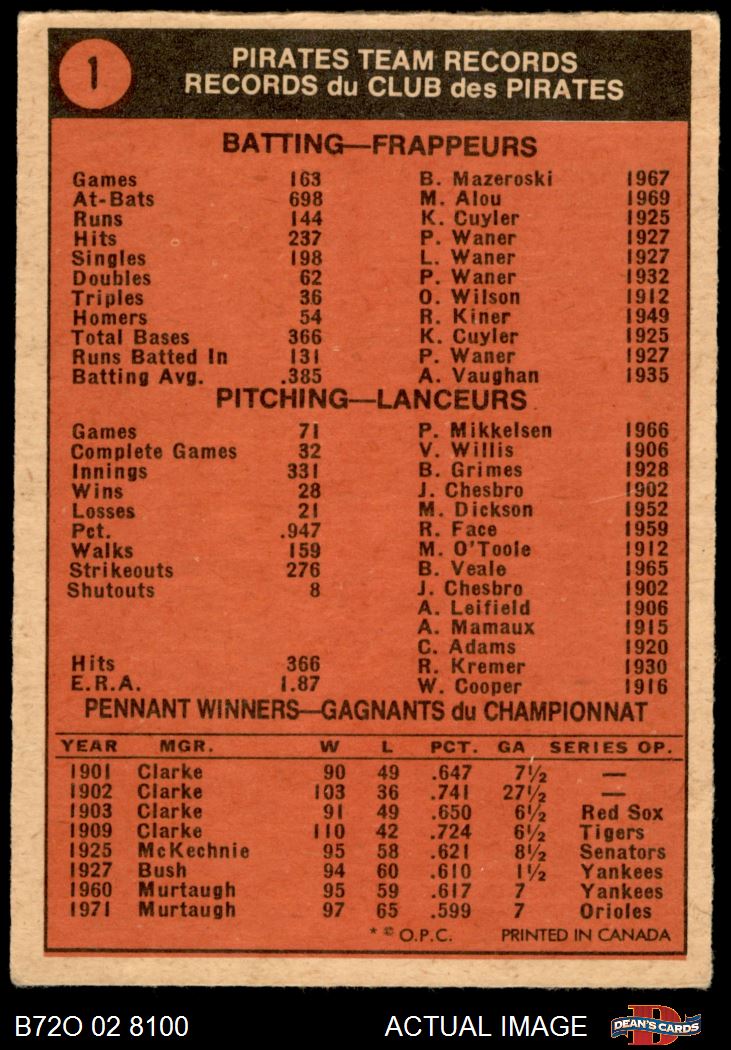 1
PIRATES TEAM RECORDS
RECORDS du CLUB des PIRATES
BATTING—FRAPPEURS
Games 163 B. Mazeroski 1967
At-Bats 698 M. Alou 1969
Runs 144 K. Cuyler 1925
Hits 237 P. Waner 1927
Singles 198 L. Waner 1927
Doubles 62 P. Waner 1932
Triples 36 O. Wilson 1912
Homers 54 R. Kiner 1949
Total Bases 366 K. Cuyler 1925
Runs Batted In 131 P. Waner 1927
Batting Avg. .385 A. Vaughan 1935
PITCHING—LANCEURS
Games 71 P. Mikkelsen 1966
Complete Games 32 V. Willis 1906
Innings 331 B. Grimes 1928
Wins 28 J. Chesbro 1902
Losses 21 M. Dickson 1952
Pct. .947 R. Face 1959
Walks 159 M. O'Toole 1912
Strikeouts 276 B. Veale 1965
Shutouts 8 J. Chesbro 1902
A. Leifield 1906
A. Mamaux 1915
C. Adams 1920
Hits 366 R. Kremer 1930
E.R.A. 1.87 W. Cooper 1916
PENNANT WINNERS—GAGNANTS du CHAMPIONNAT
YEAR MGR. W L PCT. GA SERIES OP.
1901 Clarke 90 49 .647 7½ —
1902 Clarke 103 36 .741 27½ —
1903 Clarke 91 49 .650 6½ Red Sox
1909 Clarke 110 42 .724 6½ Tigers
1925 McKechnie 95 58 .621 8½ Senators
1927 Bush 94 60 .610 1½ Yankees
1960 Murtaugh 95 59 .617 7 Yankees
1971 Murtaugh 97 65 .599 7 Orioles
* © O.P.C. PRINTED IN CANADA
B72O 02 8100 ACTUAL IMAGE DEAN'S CARDS